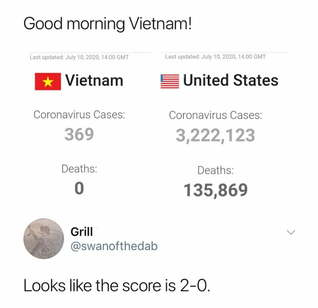 Good morning Vietnam!
Last updated: July 10, 2020, 14:00 GMT
Last updated: July 10, 2020, 14:00 GMT
Vietnam
United States
Coronavirus Cases:
Coronavirus Cases:
369
3,222,123
Deaths:
Deaths:
0
135,869
Grill
@swanofthedab
Looks like the score is 2-0.